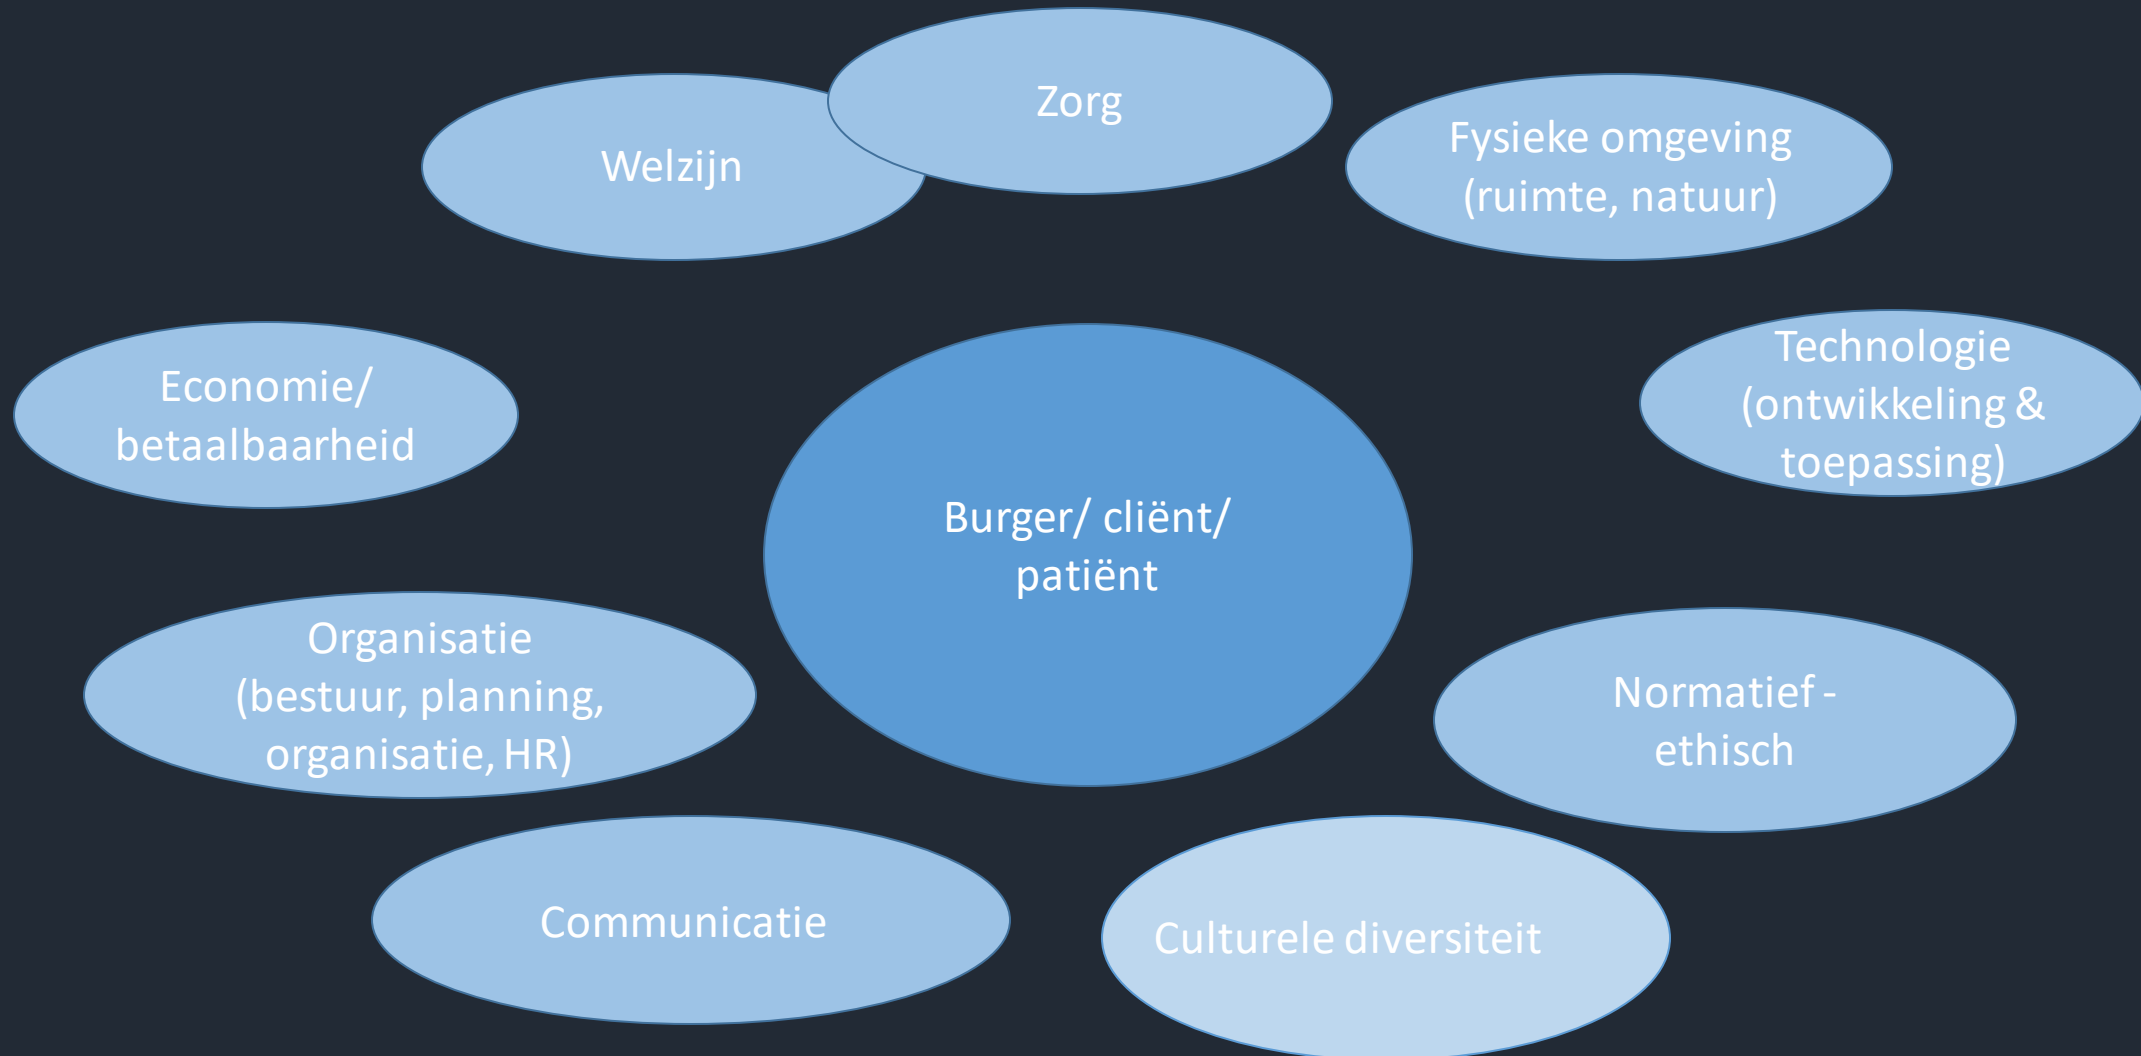 Zorg
Welzijn
Fysieke omgeving
(ruimte, natuur)
Economie/
betaalbaarheid
Technologie
(ontwikkeling &
toepassing)
Burger/ cliënt/
patiënt
Organisatie
(bestuur, planning,
organisatie, HR)
Normatief -
ethisch
Communicatie
Culturele diversiteit